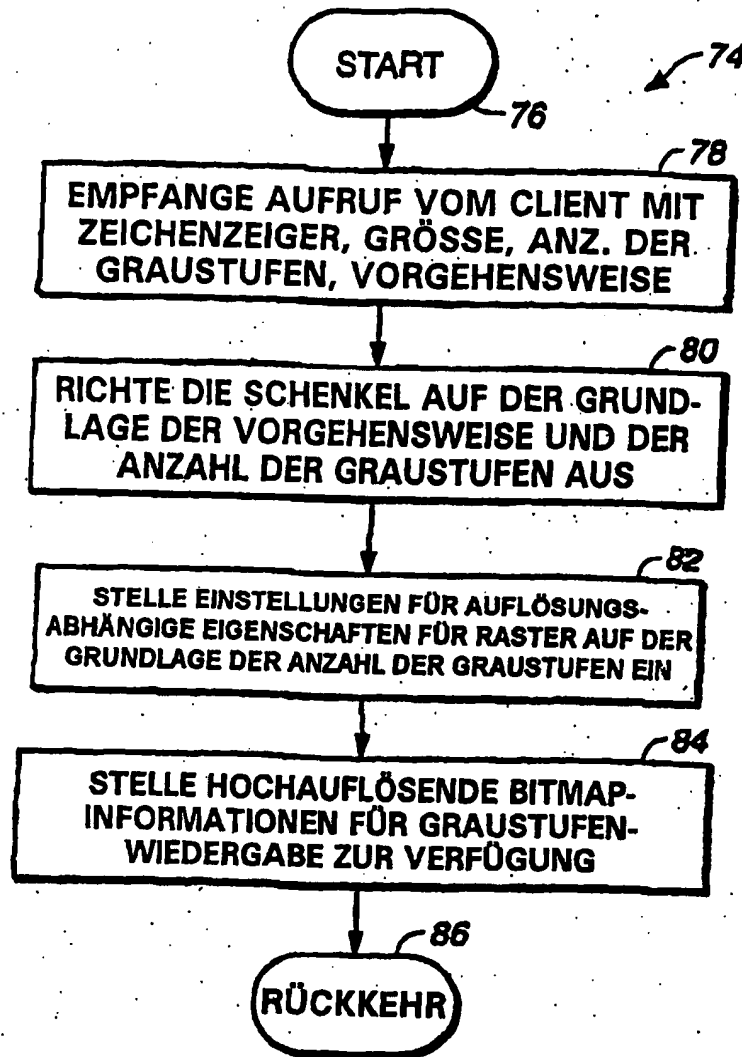 START
74
76
78
EMPFANGE AUFRUF VOM CLIENT MIT
ZEICHENZEIGER, GRÖSSE, ANZ. DER
GRAUSTUFEN, VORGEHENSWEISE
80
RICHTE DIE SCHENKEL AUF DER GRUND-
LAGE DER VORGEHENSWEISE UND DER
ANZAHL DER GRAUSTUFEN AUS
82
STELLE EINSTELLUNGEN FÜR AUFLÖSUNGS-
ABHÄNGIGE EIGENSCHAFTEN FÜR RASTER AUF DER
GRUNDLAGE DER ANZAHL DER GRAUSTUFEN EIN
84
STELLE HOCHAUFLÖSENDE BITMAP-
INFORMATIONEN FÜR GRAUSTUFEN-
WIEDERGABE ZUR VERFÜGUNG
86
RÜCKKEHR